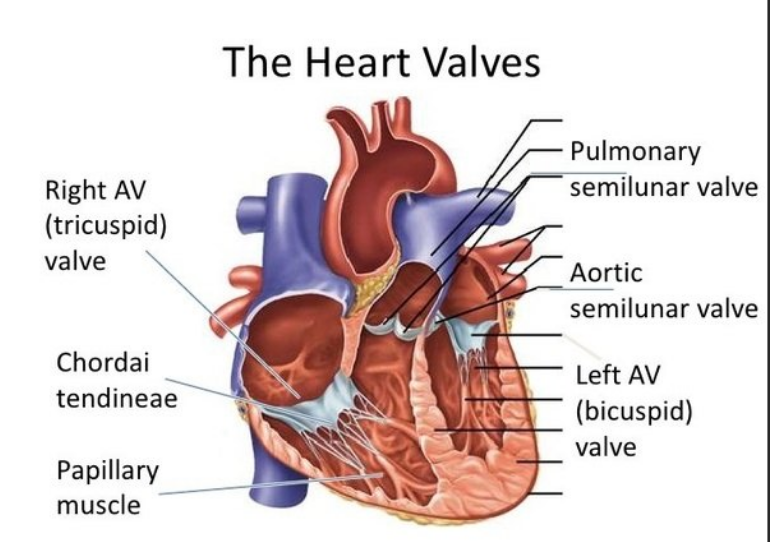 The Heart Valves
Right AV
(tricuspid)
valve
Chordai
tendineae
Papillary
muscle
Pulmonary
semilunar valve
Aortic
semilunar valve
Left AV
(bicuspid)
valve